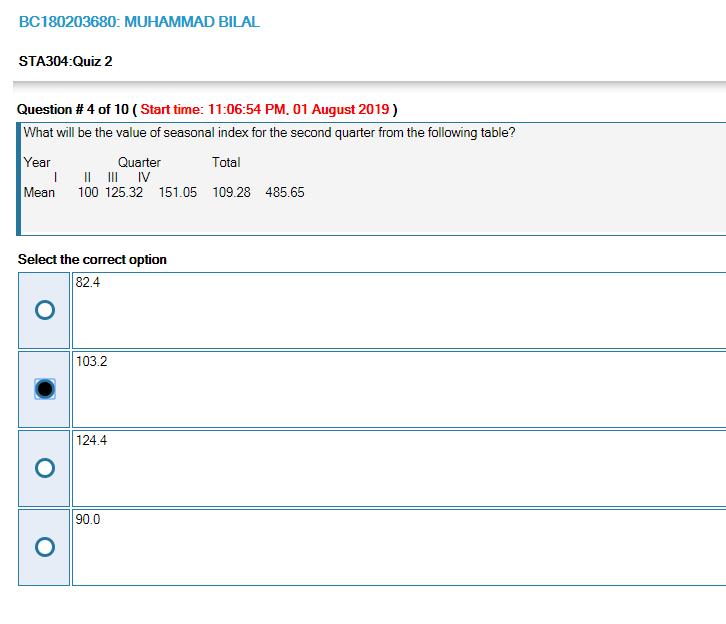 BC180203680: MUHAMMAD BILAL
STA304:Quiz 2
Question # 4 of 10 ( Start time: 11:06:54 PM, 01 August 2019 )
What will be the value of seasonal index for the second quarter from the following table?
Year Quarter Total
I II III IV
Mean 100 125.32 151.05 109.28 485.65
Select the correct option
82.4
103.2
124.4
90.0